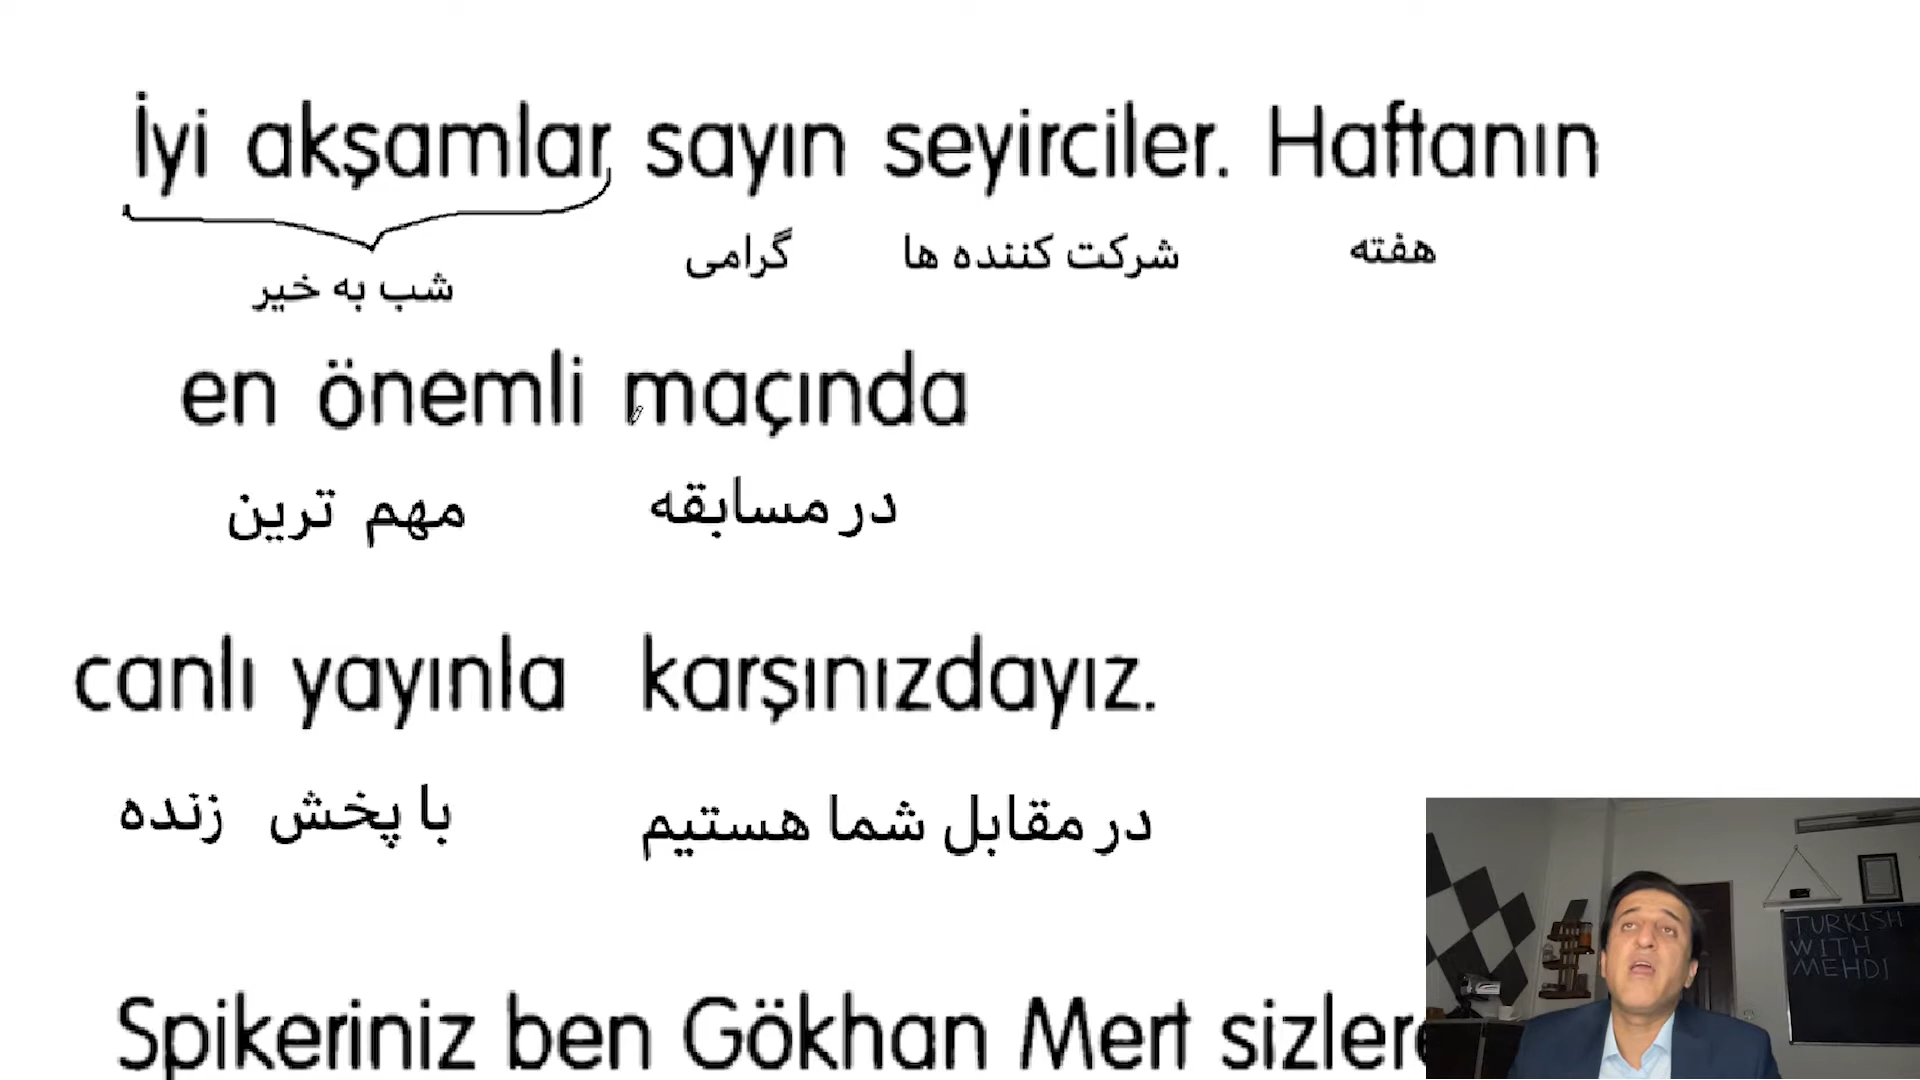 İyi akşamlar sayın seyirciler. Haftanın
شب به خیر گرامی شرکت کننده ها هفته
en önemli maçında
مهم ترین در مسابقه
canlı yayınla karşınızdayız.
زنده با پخش در مقابل شما هستیم
Spikeriniz ben Gökhan Mert sizlere
TURKISH
WITH
MEHDI